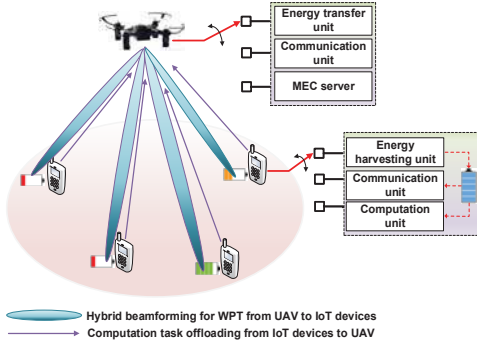 Energy transfer
unit
Communication
unit
MEC server
Energy
harvesting unit
Communication
unit
Computation
unit
Hybrid beamforming for WPT from UAV to IoT devices
Computation task offloading from IoT devices to UAV